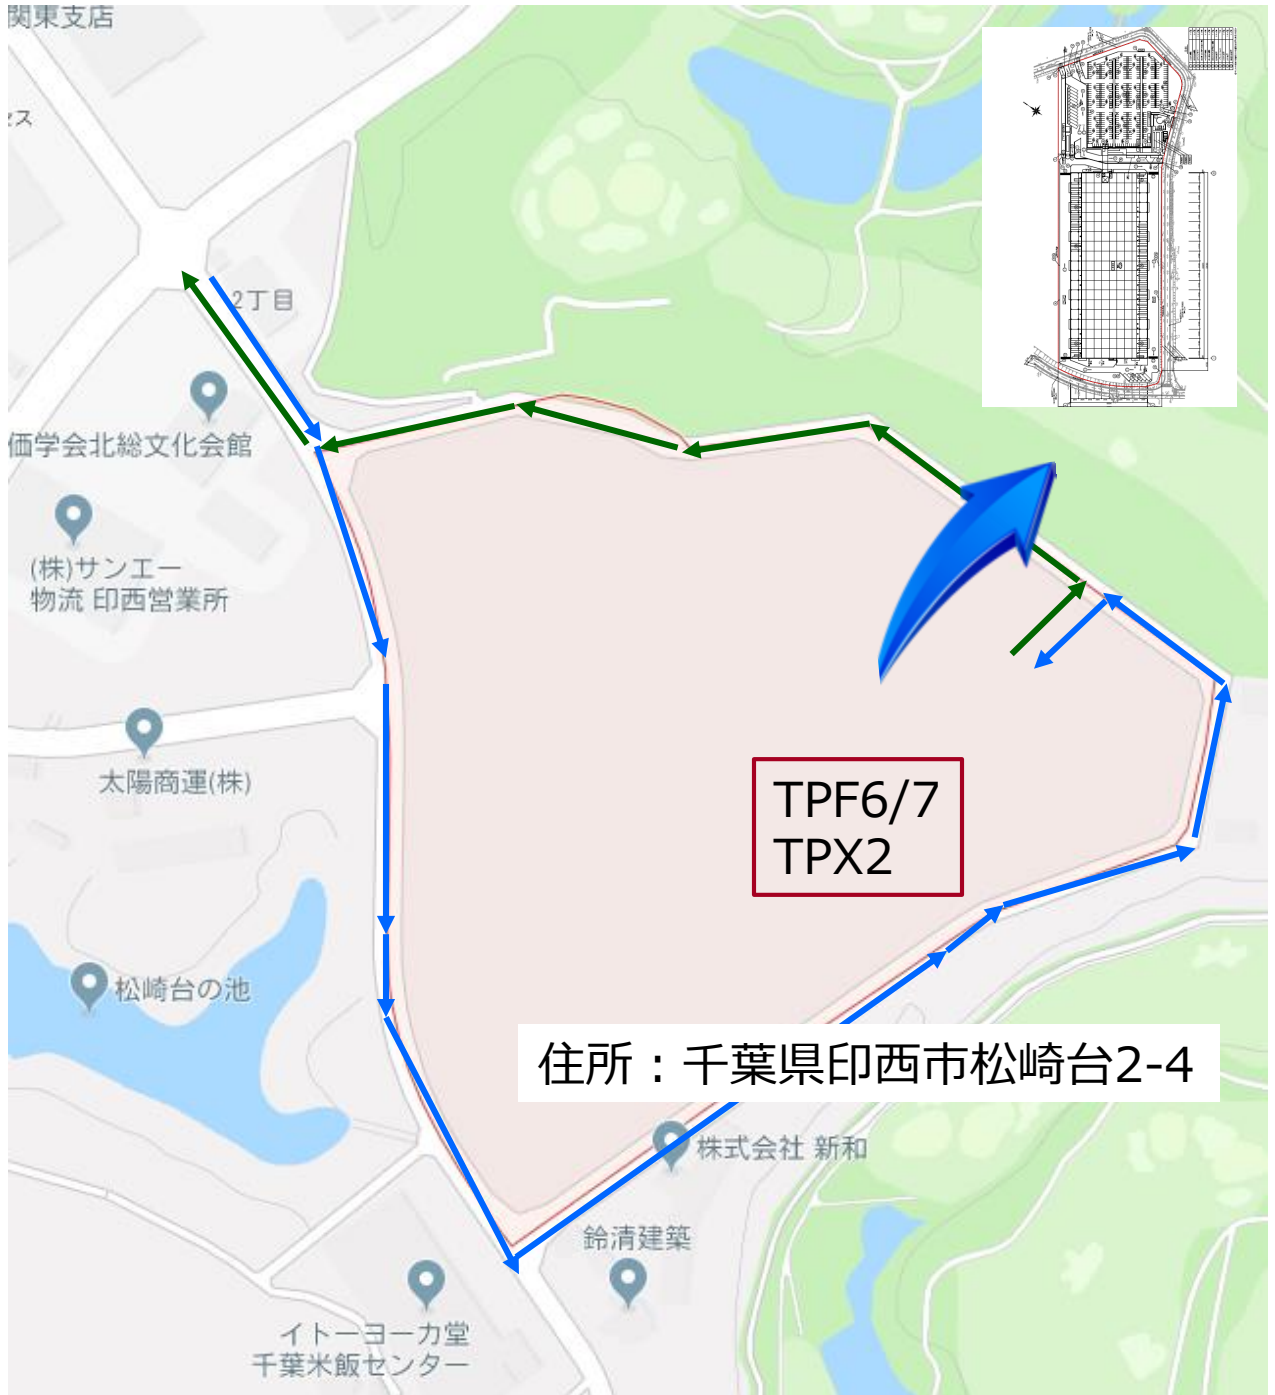 関東支店
ス
2丁目
価学会北総文化会館
(株)サンエー
物流 印西営業所
太陽商運(株)
TPF6/7
TPX2
松崎台の池
住所：千葉県印西市松崎台2-4
株式会社 新和
鈴清建築
イトーヨーカ堂
千葉米飯センター